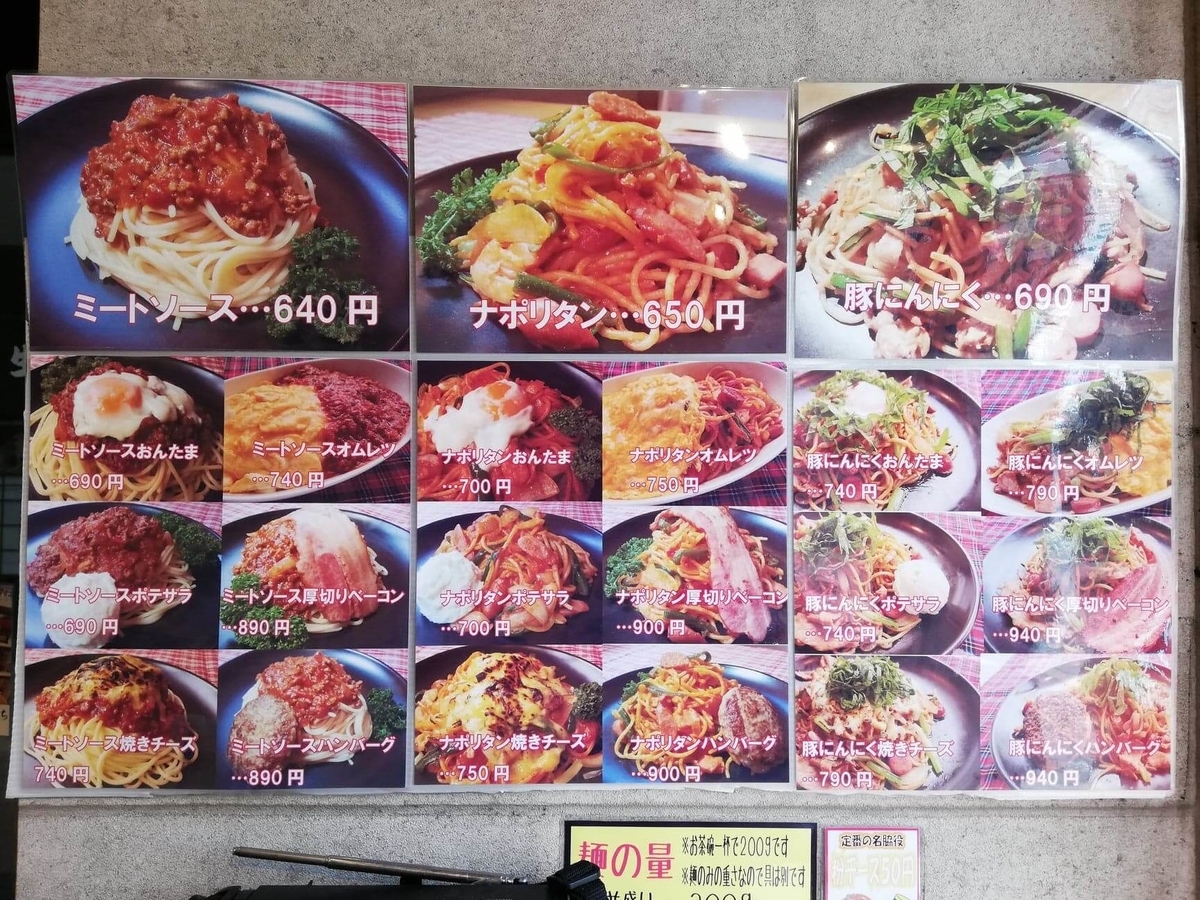 ミートソース…640円
ナポリタン…650円
豚にんにく…690円
ミートソースおんたま
…690円
ミートソースオムレツ
…740円
ナポリタンおんたま
…700円
ナポリタンオムレツ
…750円
豚にんにくおんたま
…740円
豚にんにくオムレツ
…790円
ミートソースポテサラ
…690円
ミートソース厚切りベーコン
…890円
ナポリタンポテサラ
…700円
ナポリタン厚切りベーコン
…900円
豚にんにくポテサラ
…740円
豚にんにく厚切りベーコン
…940円
ミートソース焼きチーズ
740円
ミートソースハンバーグ
…890円
ナポリタン焼きチーズ
…750円
ナポリタンハンバーグ
…900円
豚にんにく焼きチーズ
…790円
豚にんにくハンバーグ
…940円
麺の量
※お茶碗一杯で200gです
※麺のみの重さなので具は別です
定番の名脇役
粉チーズ50円